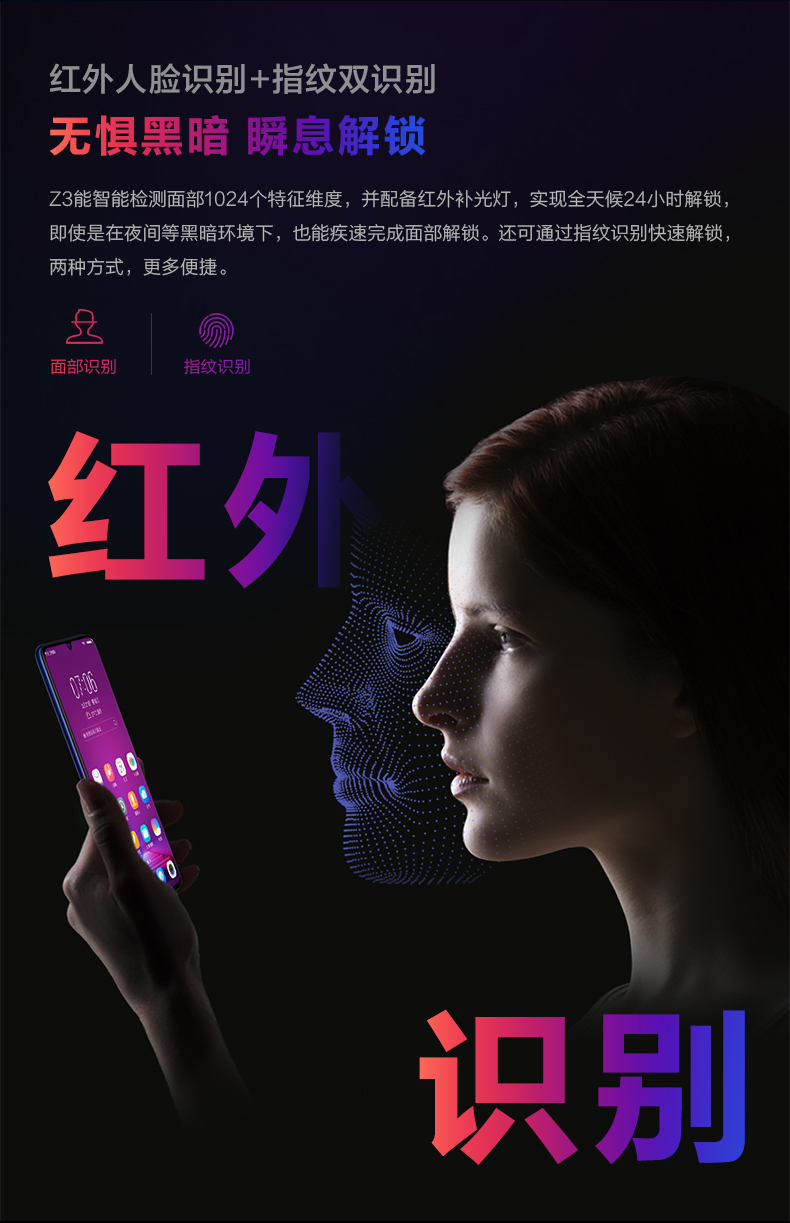 红外人脸识别+指纹双识别
无惧黑暗 瞬息解锁
Z3能智能检测面部1024个特征维度，并配备红外补光灯，实现全天候24小时解锁，
即使是在夜间等黑暗环境下，也能疾速完成面部解锁。还可通过指纹识别快速解锁，
两种方式，更多便捷。
面部识别
指纹识别
红外
07:06
识别